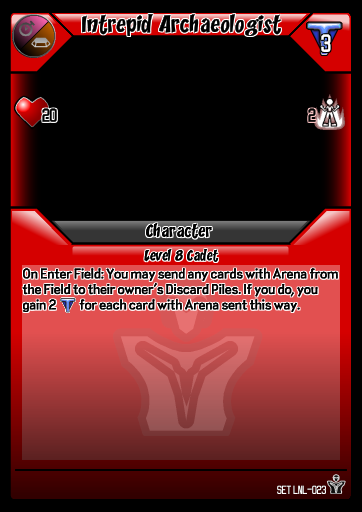 Intrepid Archaeologist
3
20
2
Character
Level 8 Cadet
On Enter Field: You may send any cards with Arena from
the Field to their owner's Discard Piles. If you do, you
gain 2 for each card with Arena sent this way.
SET LNL-023